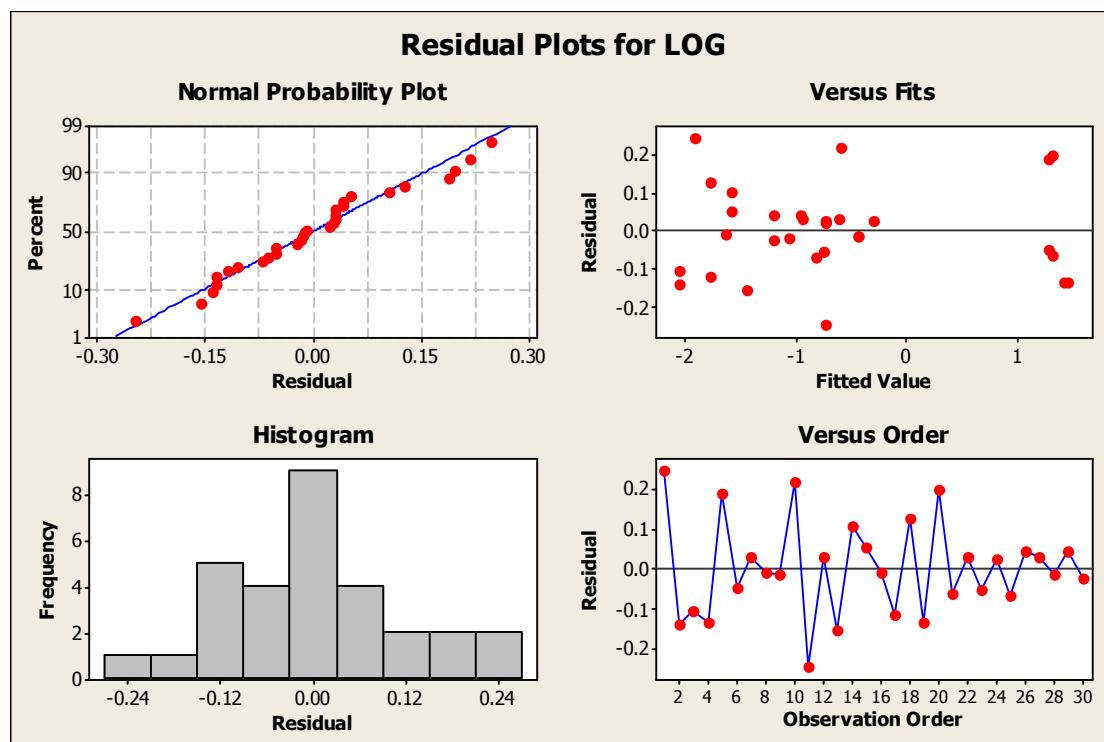 Residual Plots for LOG
Normal Probability Plot
99
90
50
10
1
Percent
-0.30 -0.15 0.00 0.15 0.30
Residual
Versus Fits
0.2
0.1
0.0
-0.1
-0.2
Residual
-2 -1 0 1
Fitted Value
Histogram
8
6
4
2
0
Frequency
-0.24 -0.12 0.00 0.12 0.24
Residual
Versus Order
0.2
0.1
0.0
-0.1
-0.2
Residual
2 4 6 8 10 12 14 16 18 20 22 24 26 28 30
Observation Order